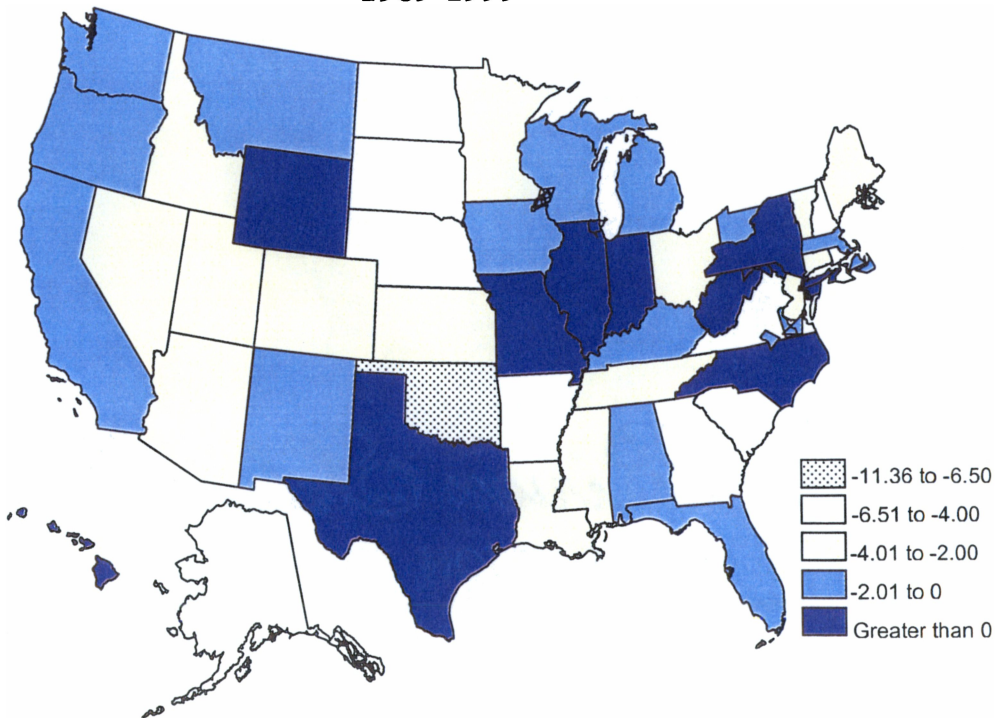 -11.36 to -6.50
-6.51 to -4.00
-4.01 to -2.00
-2.01 to 0
Greater than 0